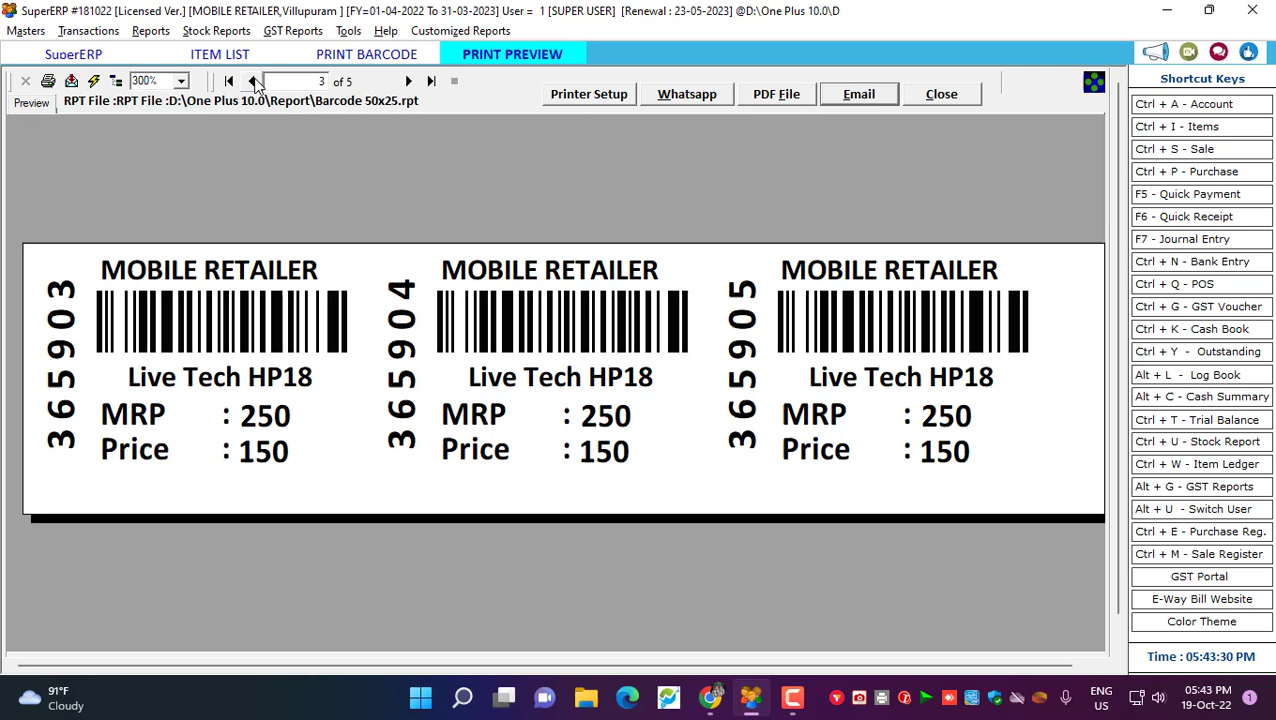 SuperERP #181022 [Licensed Ver.] [MOBILE RETAILER,Villupuram ] [FY=01-04-2022 To 31-03-2023] User = 1 [SUPER USER] [Renewal : 23-05-2023] @D:\One Plus 10.0\D
Masters Transactions Reports Stock Reports GST Reports Tools Help Customized Reports
SuperERP ITEM LIST PRINT BARCODE PRINT PREVIEW
300% 3 of 5
Preview RPT File :RPT File :D:\One Plus 10.0\Report\Barcode 50x25.rpt
Printer Setup Whatsapp PDF File Email Close
365903
MOBILE RETAILER
Live Tech HP18
MRP : 250
Price : 150
365904
MOBILE RETAILER
Live Tech HP18
MRP : 250
Price : 150
365905
MOBILE RETAILER
Live Tech HP18
MRP : 250
Price : 150
Shortcut Keys
Ctrl + A - Account
Ctrl + I - Items
Ctrl + S - Sale
Ctrl + P - Purchase
F5 - Quick Payment
F6 - Quick Receipt
F7 - Journal Entry
Ctrl + N - Bank Entry
Ctrl + Q - POS
Ctrl + G - GST Voucher
Ctrl + K - Cash Book
Ctrl + Y - Outstanding
Alt + L - Log Book
Alt + C - Cash Summary
Ctrl + T - Trial Balance
Ctrl + U - Stock Report
Ctrl + W - Item Ledger
Alt + G - GST Reports
Alt + U - Switch User
Ctrl + E - Purchase Reg.
Ctrl + M - Sale Register
GST Portal
E-Way Bill Website
Color Theme
Time : 05:43:30 PM
91°F
Cloudy
ENG
US
05:43 PM
19-Oct-22
1